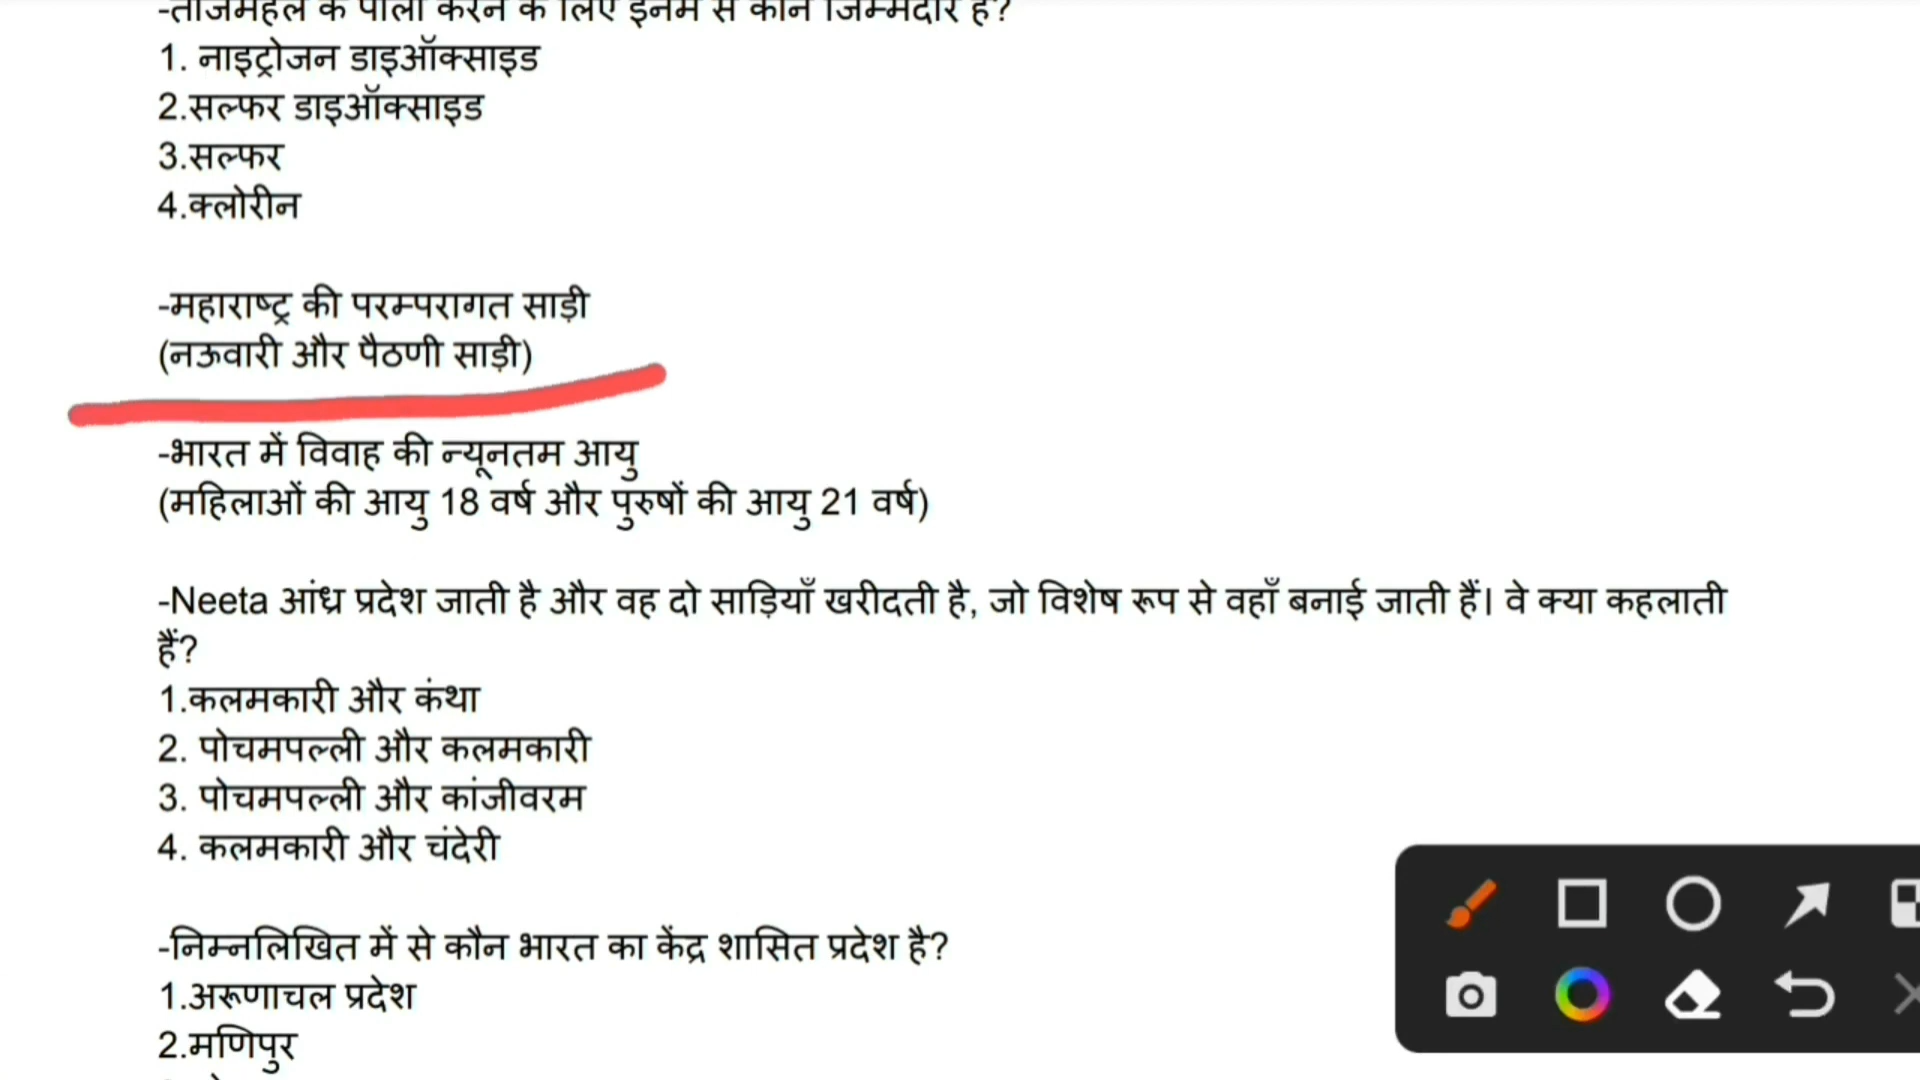 -ताजमहल के पीला करने के लिए इनमें से कौन जिम्मेदार है?
1. नाइट्रोजन डाइऑक्साइड
2.सल्फर डाइऑक्साइड
3.सल्फर
4.क्लोरीन
-महाराष्ट्र की परम्परागत साड़ी
(नऊवारी और पैठणी साड़ी)
-भारत में विवाह की न्यूनतम आयु
(महिलाओं की आयु 18 वर्ष और पुरुषों की आयु 21 वर्ष)
-Neeta आंध्र प्रदेश जाती है और वह दो साड़ियाँ खरीदती है, जो विशेष रूप से वहाँ बनाई जाती हैं। वे क्या कहलाती
हैं?
1.कलमकारी और कंथा
2. पोचमपल्ली और कलमकारी
3. पोचमपल्ली और कांजीवरम
4. कलमकारी और चंदेरी
-निम्नलिखित में से कौन भारत का केंद्र शासित प्रदेश है?
1.अरूणाचल प्रदेश
2.मणिपुर